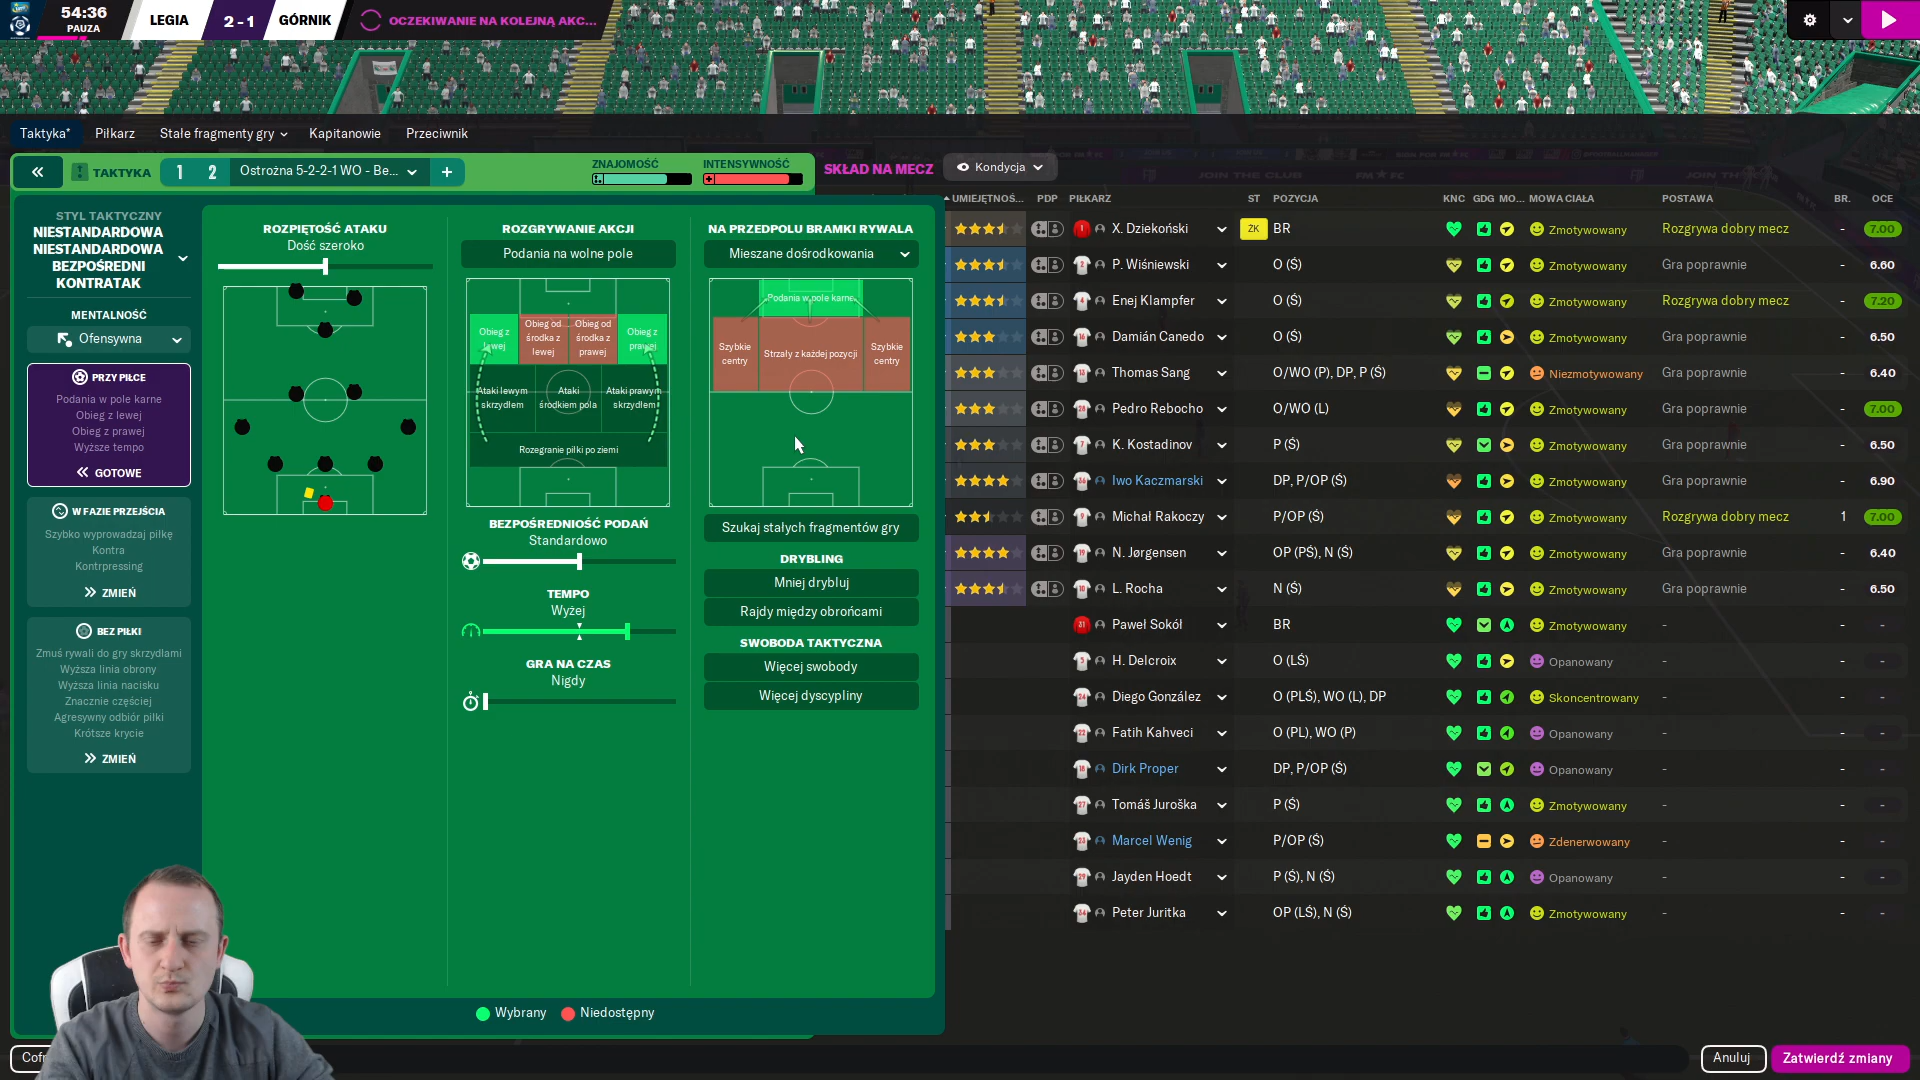 54:36
PAUZA
LEGIA
2 - 1
GÓRNIK
OCZEKIWANIE NA KOLEJNĄ AKC...
Taktyka*
Piłkarz
Stałe fragmenty gry
Kapitanowie
Przeciwnik
TAKTYKA
1
2
Ostrożna 5-2-2-1 WO - Be...
ZNAJOMOŚĆ
INTENSYWNOŚĆ
SKŁAD NA MECZ
Kondycja
STYL TAKTYCZNY
NIESTANDARDOWA
NIESTANDARDOWA
BEZPOŚREDNI
KONTRATAK
MENTALNOŚĆ
Ofensywna
PRZY PIŁCE
Podania w pole karne
Obieg z lewej
Obieg z prawej
Wyższe tempo
GOTOWE
W FAZIE PRZEJŚCIA
Szybko wyprowadzaj piłkę
Kontra
Kontrpressing
ZMIEŃ
BEZ PIŁKI
Zmuś rywali do gry skrzydłami
Wyższa linia obrony
Wyższa linia nacisku
Znacznie częściej
Agresywny odbiór piłki
Krótsze krycie
ZMIEŃ
ROZPIĘTOŚĆ ATAKU
Dość szeroko
ROZGRYWANIE AKCJI
Podania na wolne pole
Obieg z lewej
Obieg od środka z lewej
Obieg od środka z prawej
Obieg z prawej
Ataki lewym skrzydłem
Ataki środkiem pola
Ataki prawym skrzydłem
Rozegranie piłki po ziemi
BEZPOŚREDNIOŚĆ PODAŃ
Standardowo
TEMPO
Wyżej
GRA NA CZAS
Nigdy
NA PRZEDPOLU BRAMKI RYWALA
Mieszane dośrodkowania
Podania w pole karne
Szybkie centry
Strzały z każdej pozycji
Szybkie centry
Szukaj stałych fragmentów gry
DRYBLING
Mniej drybluj
Rajdy między obrońcami
SWOBODA TAKTYCZNA
Więcej swobody
Więcej dyscypliny
Wybrany
Niedostępny
UMIEJĘTNOŚ... PDP PIŁKARZ ST POZYCJA KNC GDG MO... MOWA CIAŁA POSTAWA BR. OCE
X. Dziekoński ŻK BR Zmotywowany Rozgrywa dobry mecz - 7.00
P. Wiśniewski O (Ś) Zmotywowany Gra poprawnie - 6.60
Enej Klampfer O (Ś) Zmotywowany Rozgrywa dobry mecz - 7.20
Damián Canedo O (Ś) Zmotywowany Gra poprawnie - 6.50
Thomas Sang O/WO (P), DP, P (Ś) Niezmotywowany Gra poprawnie - 6.40
Pedro Rebocho O/WO (L) Zmotywowany Gra poprawnie - 7.00
K. Kostadinov P (Ś) Zmotywowany Gra poprawnie - 6.50
Iwo Kaczmarski DP, P/OP (Ś) Zmotywowany Gra poprawnie - 6.90
Michał Rakoczy P/OP (Ś) Zmotywowany Rozgrywa dobry mecz 1 7.00
N. Jørgensen OP (PŚ), N (Ś) Zmotywowany Gra poprawnie - 6.40
L. Rocha N (Ś) Zmotywowany Gra poprawnie - 6.50
Paweł Sokół BR Zmotywowany - - -
H. Delcroix O (LŚ) Opanowany - - -
Diego González O (PLŚ), WO (L), DP Skoncentrowany - - -
Fatih Kahveci O (PL), WO (P) Opanowany - - -
Dirk Proper DP, P/OP (Ś) Opanowany - - -
Tomáš Juroška P (Ś) Zmotywowany - - -
Marcel Wenig P/OP (Ś) Zdenerwowany - - -
Jayden Hoedt P (Ś), N (Ś) Opanowany - - -
Peter Juritka OP (LŚ), N (Ś) Zmotywowany - - -
Anuluj
Zatwierdź zmiany